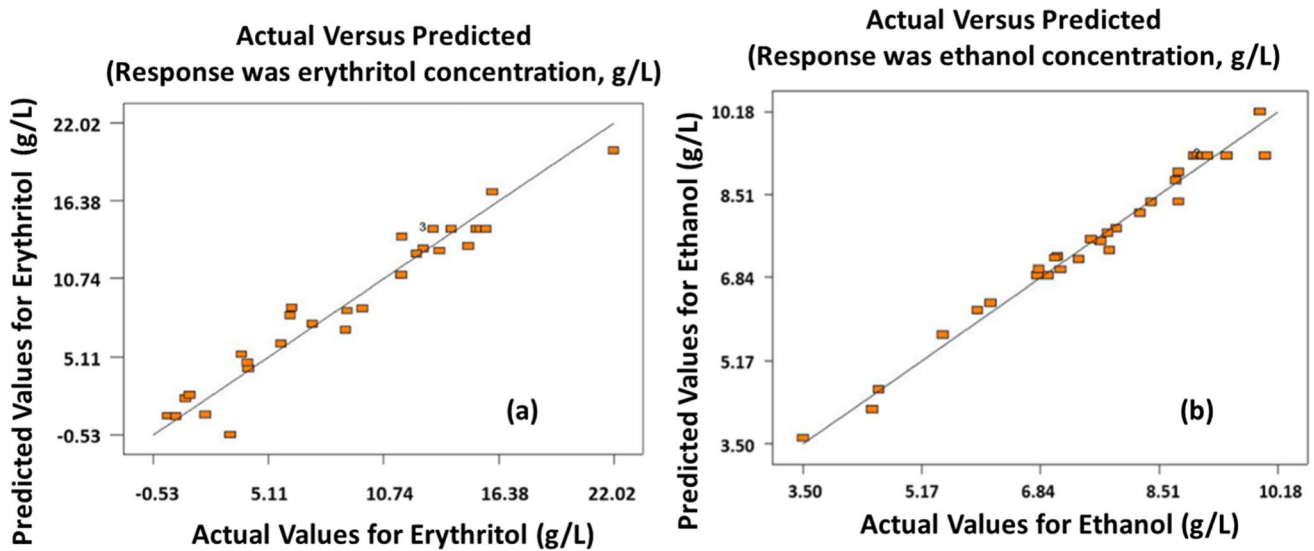 Actual Versus Predicted
(Response was erythritol concentration, g/L)
Predicted Values for Erythritol (g/L)
22.02
16.38
10.74
5.11
-0.53
3
(a)
-0.53 5.11 10.74 16.38 22.02
Actual Values for Erythritol (g/L)
Actual Versus Predicted
(Response was ethanol concentration, g/L)
Predicted Values for Ethanol (g/L)
10.18
8.51
6.84
5.17
3.50
(b)
3.50 5.17 6.84 8.51 10.18
Actual Values for Ethanol (g/L)